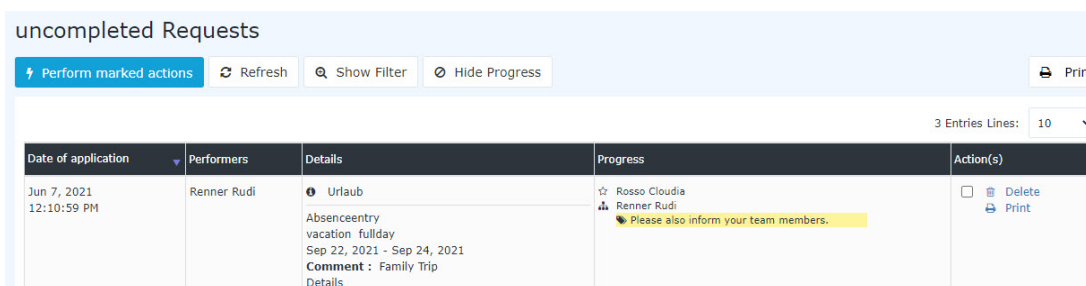 uncompleted Requests
Perform marked actions Refresh Show Filter Hide Progress
3 Entries Lines: 10
Date of application Performers Details Progress Action(s)
Jun 7, 2021
12:10:59 PM
Renner Rudi
Urlaub
Absenceentry
vacation fullday
Sep 22, 2021 - Sep 24, 2021
Comment : Family Trip
Details
Rosso Cloudia
Renner Rudi
Please also inform your team members.
Delete
Print